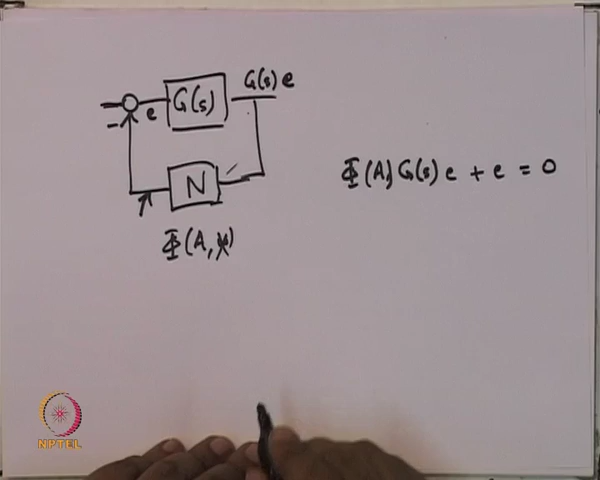 G(s) e
G(s)
e
−
N
Φ(A) G(s) e + e = 0
Φ(A,
NPTEL